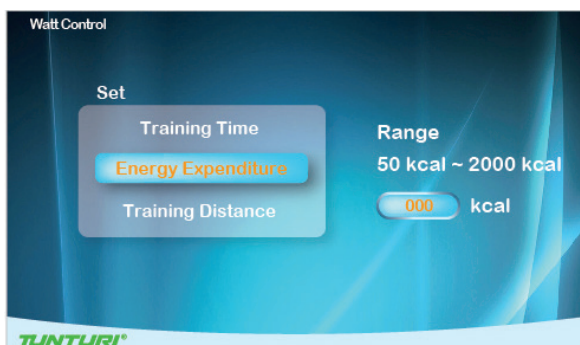 Watt Control
Set
Training Time
Energy Expenditure
Training Distance
Range
50 kcal ~ 2000 kcal
000 kcal
TUNTURI®